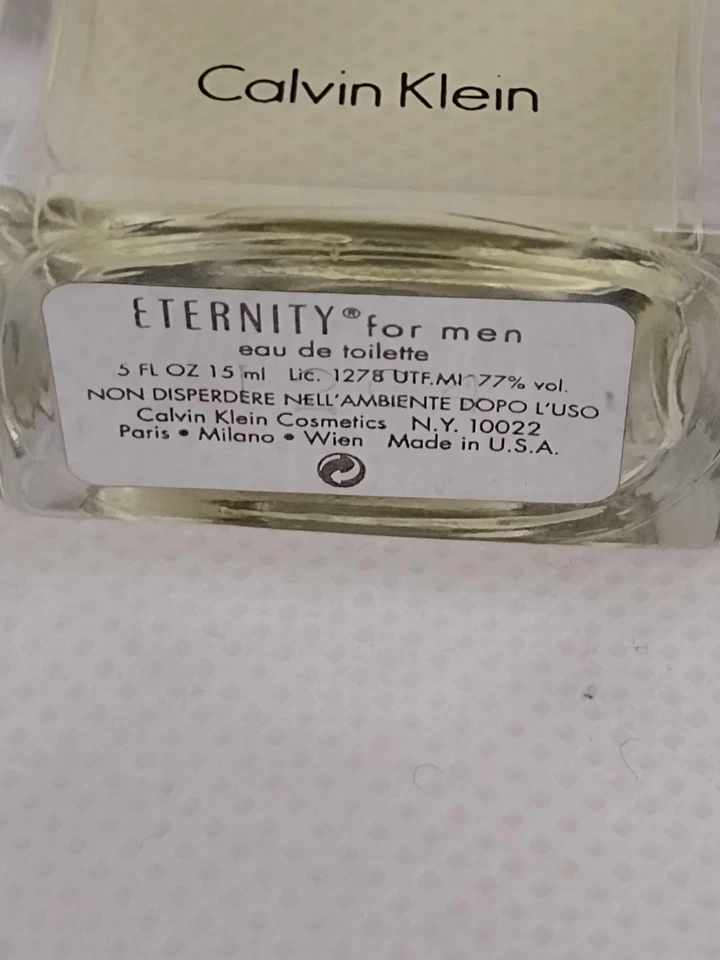 Calvin Klein
ETERNITY® for men
eau de toilette
5 FL OZ 15 ml Lic. 1278 UTF.MI 77% vol.
NON DISPERDERE NELL'AMBIENTE DOPO L'USO
Calvin Klein Cosmetics N.Y. 10022
Paris • Milano • Wien Made in U.S.A.